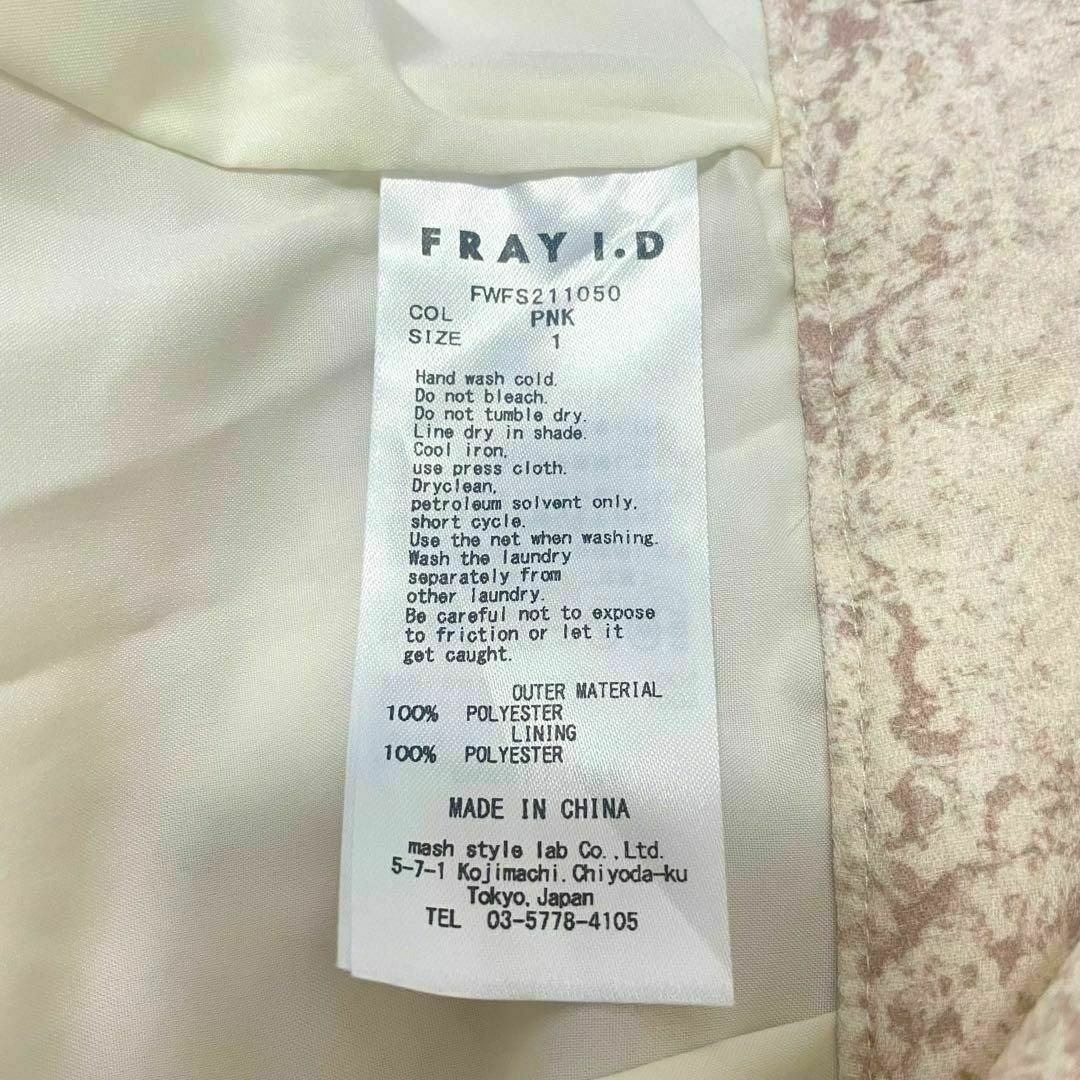 FRAY I.D
FWFS211050
COL PNK
SIZE 1
Hand wash cold.
Do not bleach.
Do not tumble dry.
Line dry in shade.
Cool iron,
use press cloth.
Dryclean,
petroleum solvent only,
short cycle.
Use the net when washing.
Wash the laundry
separately from
other laundry.
Be careful not to expose
to friction or let it
get caught.
OUTER MATERIAL
100% POLYESTER
LINING
100% POLYESTER
MADE IN CHINA
mash style lab Co.,Ltd.
5-7-1 Kojimachi.Chiyoda-ku
Tokyo, Japan
TEL 03-5778-4105